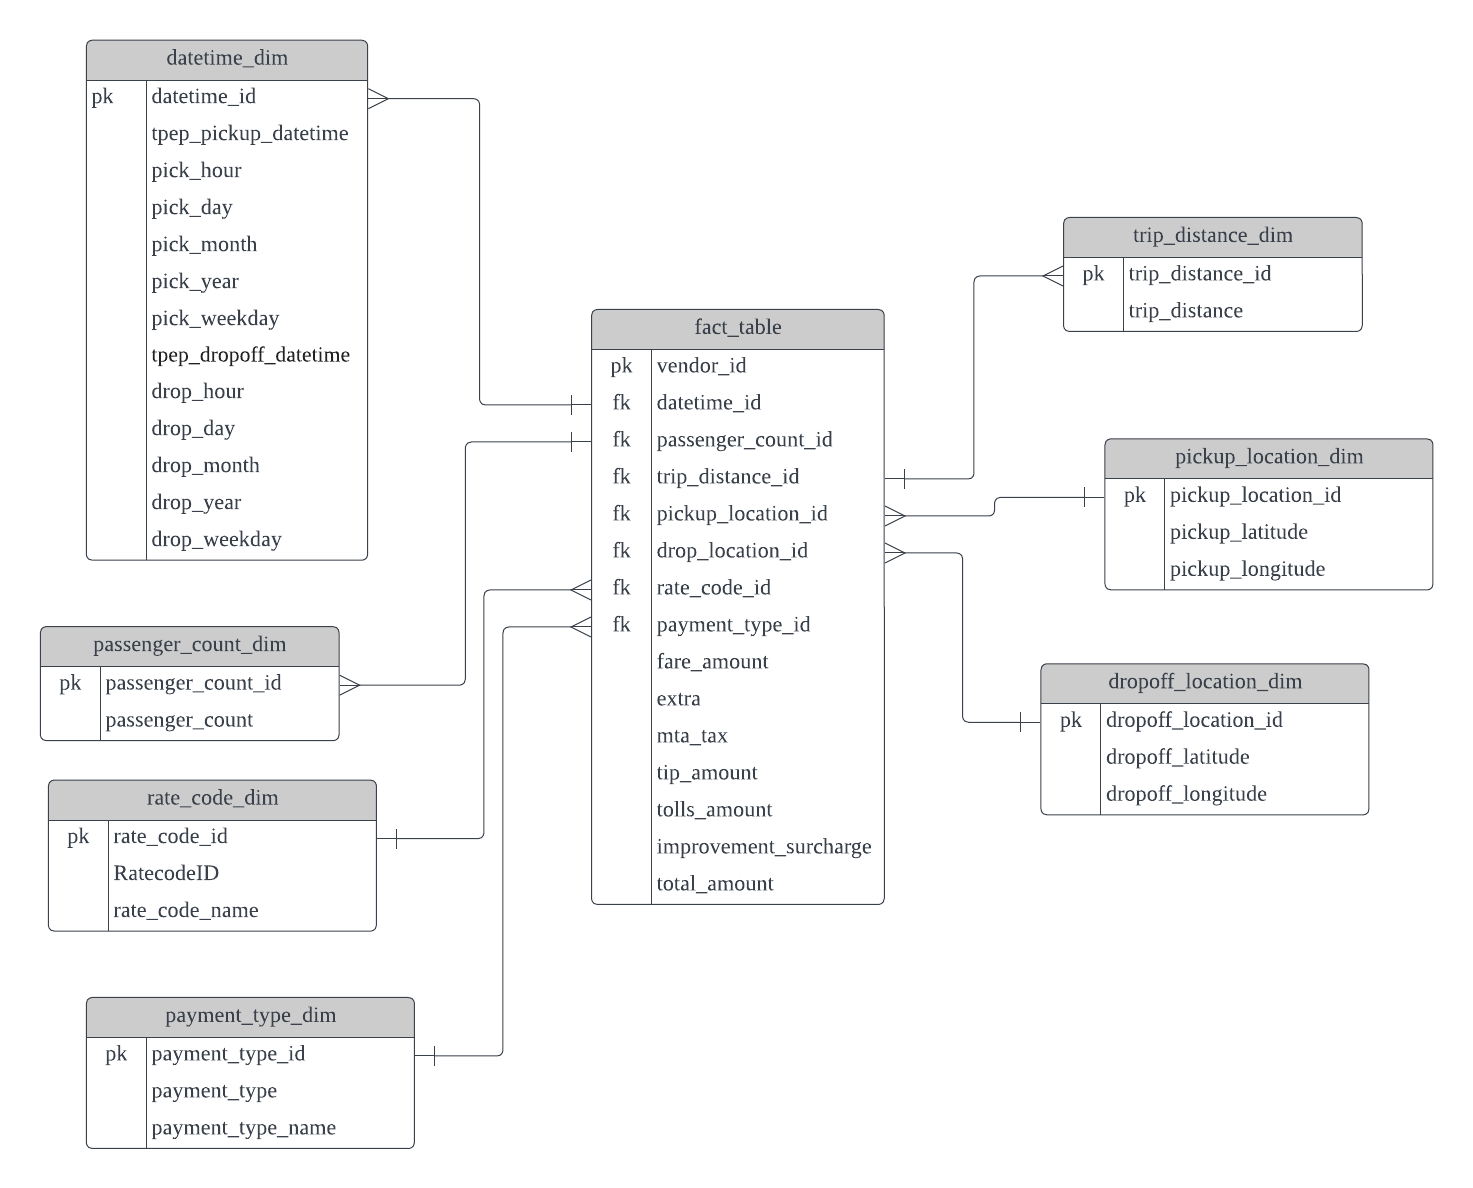 datetime_dim
pk datetime_id
tpep_pickup_datetime
pick_hour
pick_day
pick_month
pick_year
pick_weekday
tpep_dropoff_datetime
drop_hour
drop_day
drop_month
drop_year
drop_weekday
passenger_count_dim
pk passenger_count_id
passenger_count
rate_code_dim
pk rate_code_id
RatecodeID
rate_code_name
payment_type_dim
pk payment_type_id
payment_type
payment_type_name
fact_table
pk vendor_id
fk datetime_id
fk passenger_count_id
fk trip_distance_id
fk pickup_location_id
fk drop_location_id
fk rate_code_id
fk payment_type_id
fare_amount
extra
mta_tax
tip_amount
tolls_amount
improvement_surcharge
total_amount
trip_distance_dim
pk trip_distance_id
trip_distance
pickup_location_dim
pk pickup_location_id
pickup_latitude
pickup_longitude
dropoff_location_dim
pk dropoff_location_id
dropoff_latitude
dropoff_longitude